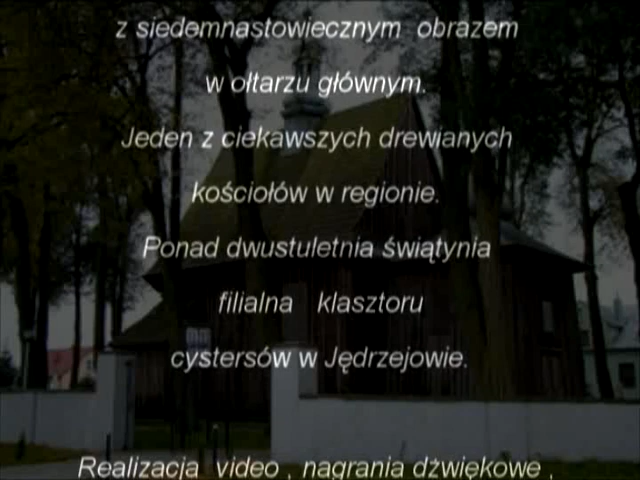 z siedemnastowiecznym obrazem
w ołtarzu głównym.
Jeden z ciekawszych drewianych
kościołów w regionie.
Ponad dwustuletnia świątynia
filialna klasztoru
cystersów w Jędrzejowie.
Realizacja video , nagrania dźwiękowe ,